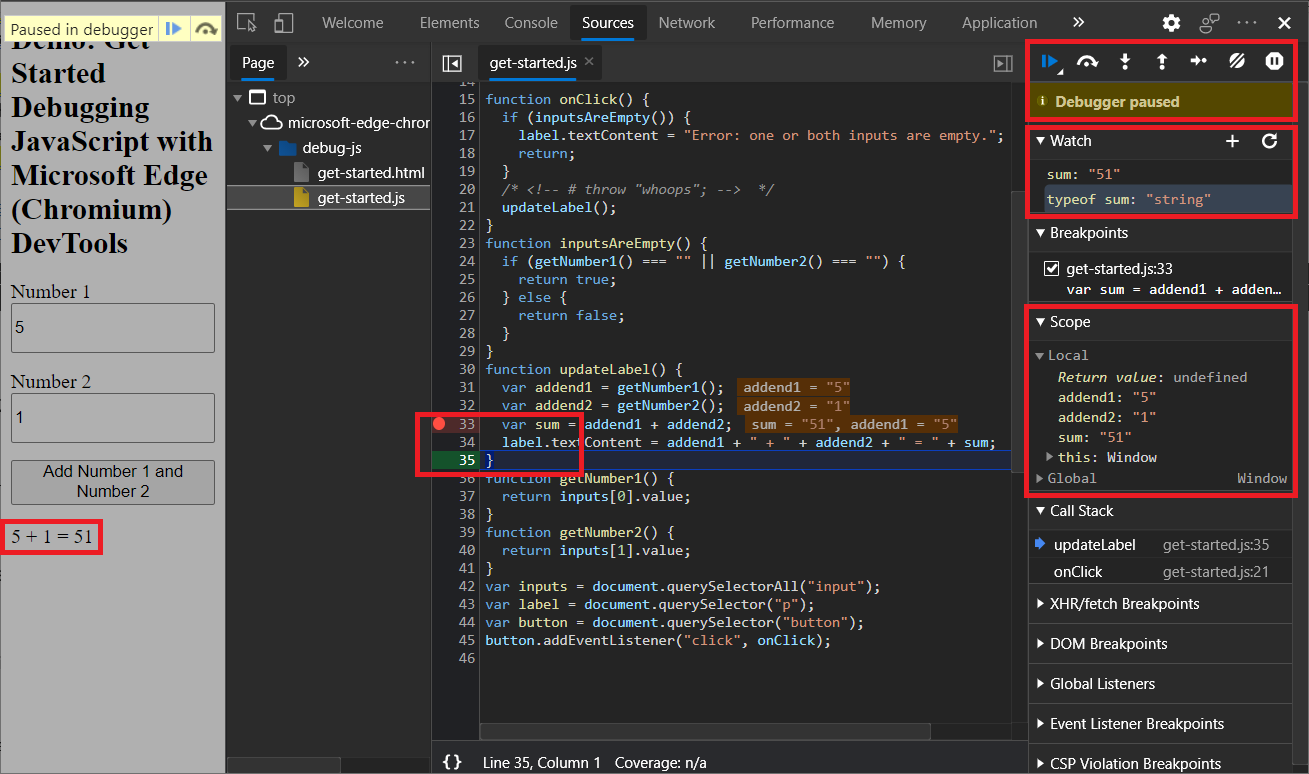 Paused in debugger
Demo: Get
Started
Debugging
JavaScript with
Microsoft Edge
(Chromium)
DevTools
Number 1
5
Number 2
1
Add Number 1 and
Number 2
5 + 1 = 51
Welcome Elements Console Sources Network Performance Memory Application »
Page » ···
top
microsoft-edge-chror
debug-js
get-started.html
get-started.js
get-started.js ×
14
15 function onClick() {
16 if (inputsAreEmpty()) {
17 label.textContent = "Error: one or both inputs are empty.";
18 return;
19 }
20 /* <!-- # throw "whoops"; --> */
21 updateLabel();
22 }
23 function inputsAreEmpty() {
24 if (getNumber1() === "" || getNumber2() === "") {
25 return true;
26 } else {
27 return false;
28 }
29 }
30 function updateLabel() {
31 var addend1 = getNumber1(); addend1 = "5"
32 var addend2 = getNumber2(); addend2 = "1"
33 var sum = addend1 + addend2; sum = "51", addend1 = "5"
34 label.textContent = addend1 + " + " + addend2 + " = " + sum;
35 }
36 function getNumber1() {
37 return inputs[0].value;
38 }
39 function getNumber2() {
40 return inputs[1].value;
41 }
42 var inputs = document.querySelectorAll("input");
43 var label = document.querySelector("p");
44 var button = document.querySelector("button");
45 button.addEventListener("click", onClick);
46
{} Line 35, Column 1 Coverage: n/a
Debugger paused
Watch
sum: "51"
typeof sum: "string"
Breakpoints
get-started.js:33
var sum = addend1 + adden…
Scope
Local
Return value: undefined
addend1: "5"
addend2: "1"
sum: "51"
this: Window
Global Window
Call Stack
updateLabel get-started.js:35
onClick get-started.js:21
XHR/fetch Breakpoints
DOM Breakpoints
Global Listeners
Event Listener Breakpoints
CSP Violation Breakpoints